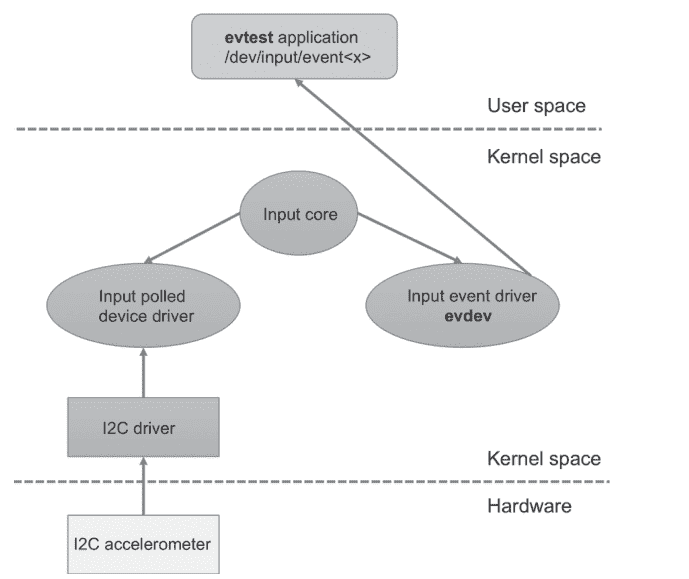 evtest application
/dev/input/event<x>
User space
Kernel space
Input core
Input polled
device driver
Input event driver
evdev
I2C driver
Kernel space
Hardware
I2C accelerometer